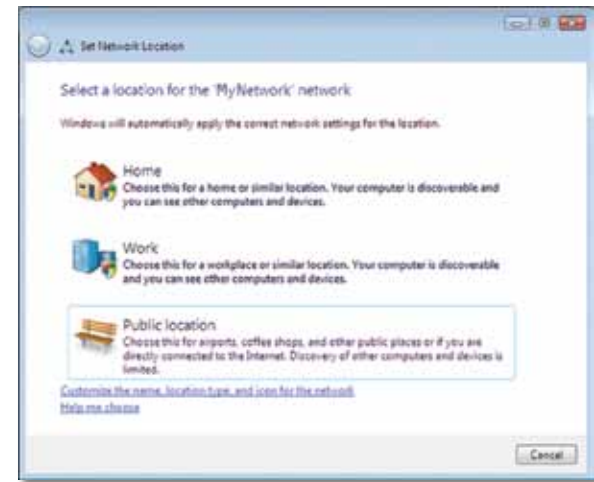 Set Network Location
Select a location for the 'MyNetwork' network
Windows will automatically apply the correct network settings for the location.
Home
Choose this for a home or similar location. Your computer is discoverable and
you can see other computers and devices.
Work
Choose this for a workplace or similar location. Your computer is discoverable
and you can see other computers and devices.
Public location
Choose this for airports, coffee shops, and other public places or if you are
directly connected to the Internet. Discovery of other computers and devices is
limited.
Customize the name, location type, and icon for the network
Help me choose
Cancel